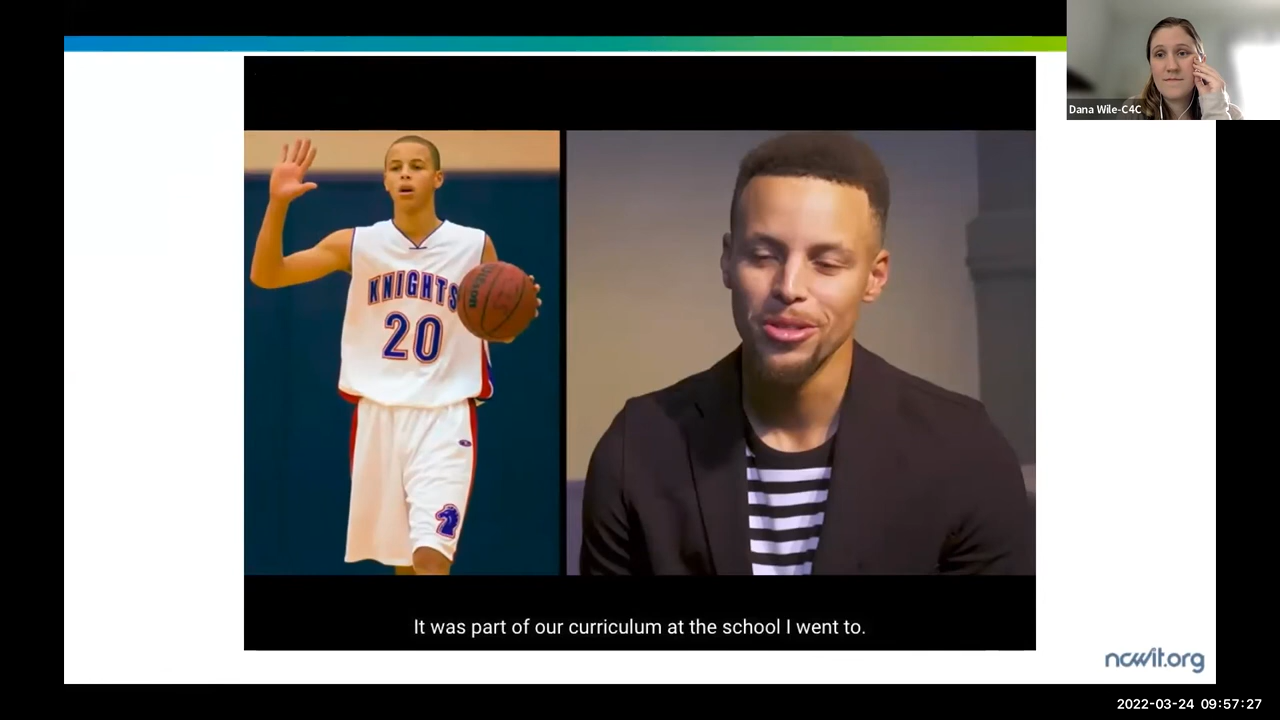 Dana Wile-C4C
KNIGHTS
20
Wilson
It was part of our curriculum at the school I went to.
ncwit.org
2022-03-24 09:57:27